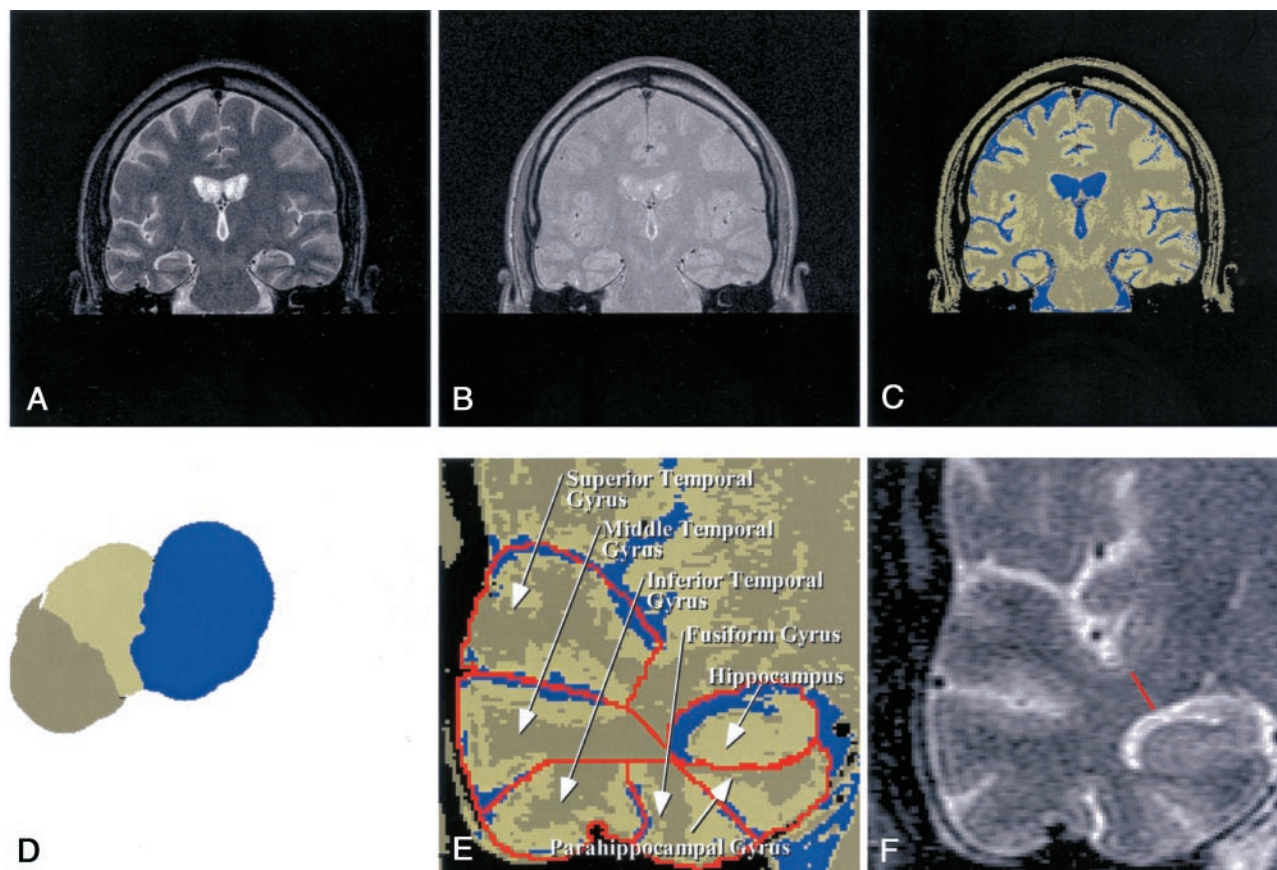 A
B
C
D
Superior Temporal
Gyrus
Middle Temporal
Gyrus
Inferior Temporal
Gyrus
Fusiform Gyrus
Hippocampus
Parahippocampal Gyrus
E
F